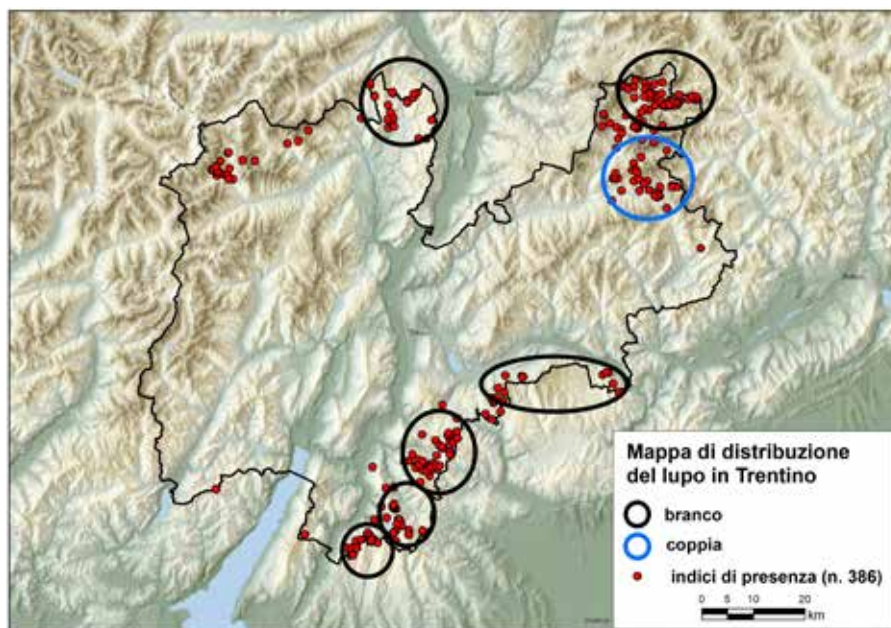 Mappa di distribuzione
del lupo in Trentino
branco
coppia
indici di presenza (n. 386)
0 5 10 20
km